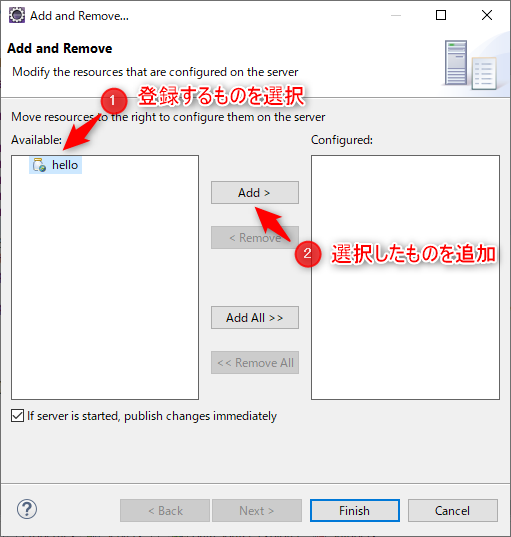 Add and Remove...
Add and Remove
Modify the resources that are configured on the server
1 登録するものを選択
Move resources to the right to configure them on the server
Available:
Configured:
hello
Add >
< Remove
2 選択したものを追加
Add All >>
<< Remove All
If server is started, publish changes immediately
?
< Back
Next >
Finish
Cancel